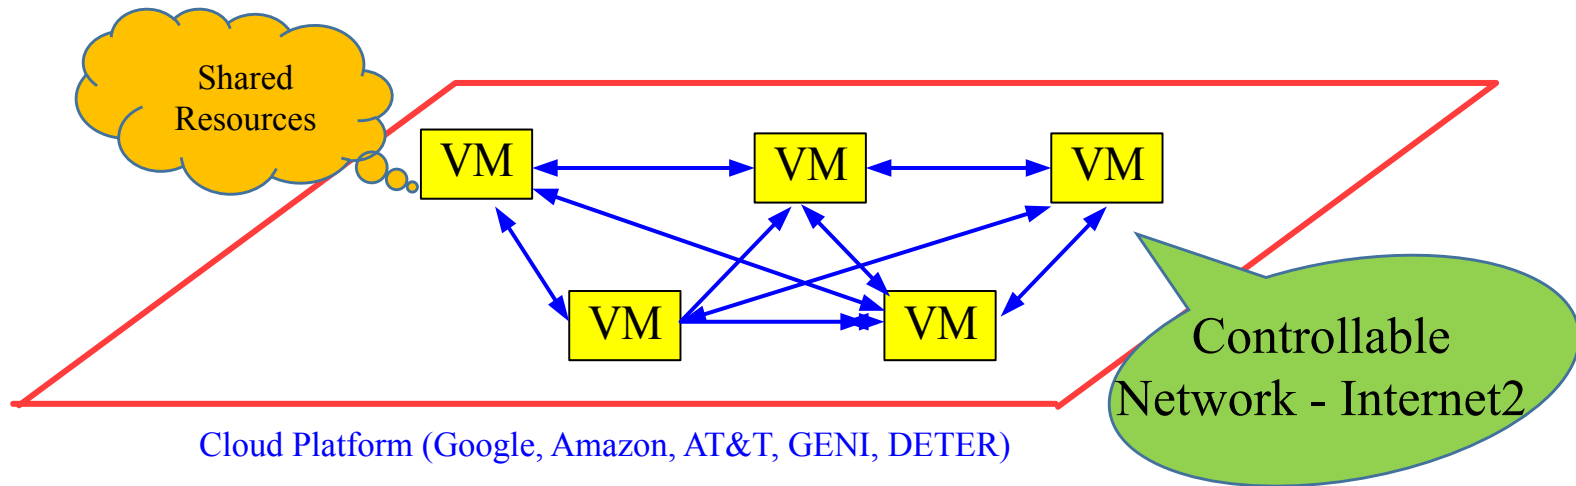 Shared
Resources
VM
VM
VM
VM
VM
Controllable
Network - Internet2
Cloud Platform (Google, Amazon, AT&T, GENI, DETER)